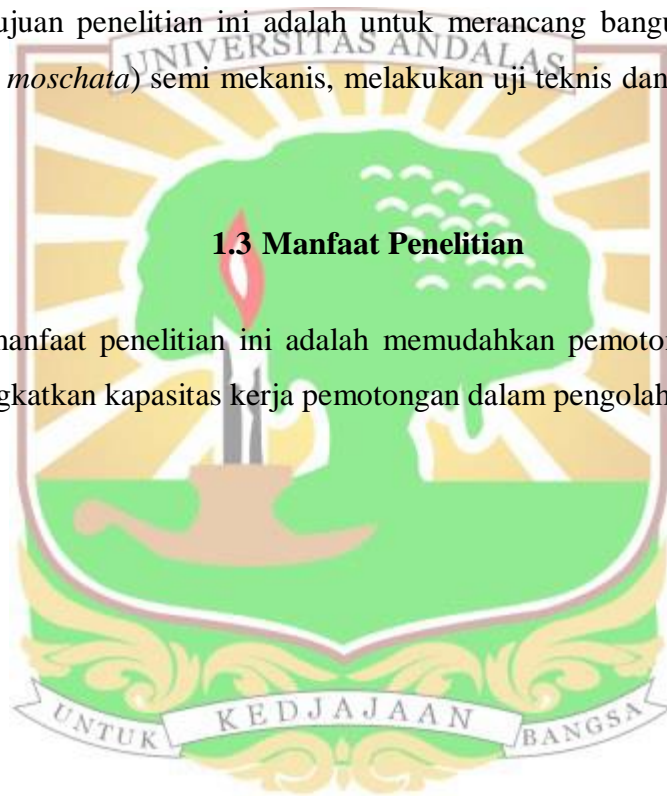 ujuan penelitian ini adalah untuk merancang bangu
UNIVERSITAS ANDALAS
moschata) semi mekanis, melakukan uji teknis dan
1.3 Manfaat Penelitian
manfaat penelitian ini adalah memudahkan pemoto
gkatkan kapasitas kerja pemotongan dalam pengolah
UNTUK KEDJAJAAN BANGSA